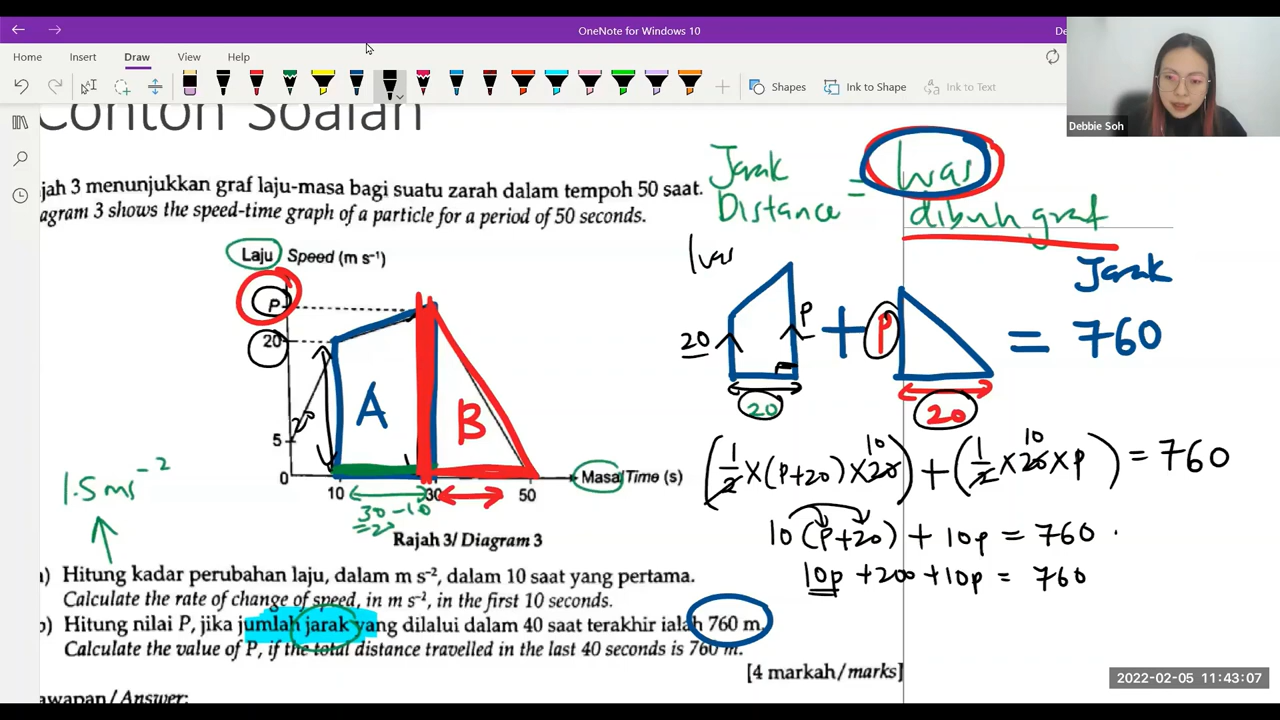 OneNote for Windows 10
Home Insert Draw View Help
Shapes Ink to Shape Ink to Text
Debbie Soh
Contoh Soalan
jah 3 menunjukkan graf laju-masa bagi suatu zarah dalam tempoh 50 saat.
agram 3 shows the speed-time graph of a particle for a period of 50 seconds.
Jarak
Distance = luas
dibwh graf
Laju Speed (m s⁻¹)
P
20
5
0
10 30 50
Masa/Time (s)
A B
20
30 - 10
= 20
1.5 ms⁻²
Rajah 3/ Diagram 3
luas
Jarak
20 P + P = 760
20 20
(1/2 × (P+20) × 20 10) + (1/2 × 20 10 × P) = 760
10 (P+20) + 10P = 760
10P + 200 + 10P = 760
) Hitung kadar perubahan laju, dalam m s⁻², dalam 10 saat yang pertama.
Calculate the rate of change of speed, in m s⁻², in the first 10 seconds.
) Hitung nilai P, jika jumlah jarak yang dilalui dalam 40 saat terakhir ialah 760 m.
Calculate the value of P, if the total distance travelled in the last 40 seconds is 760 m.
[4 markah/marks]
awapan/Answer:
2022-02-05 11:43:07